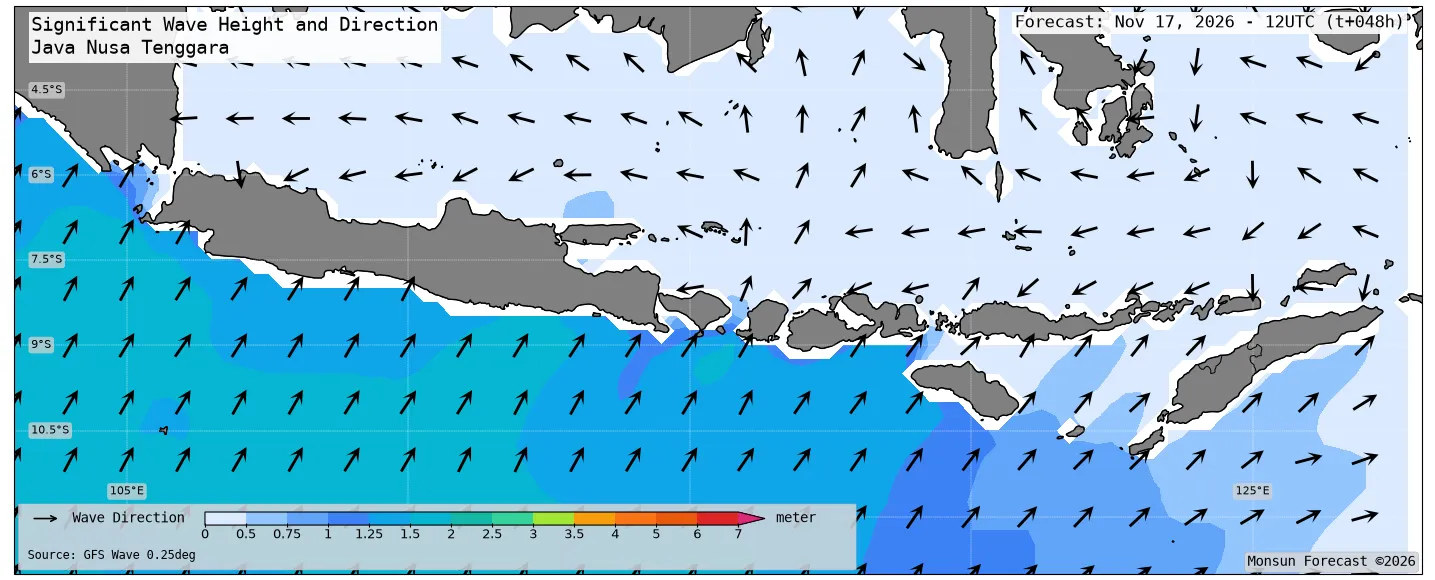 Significant Wave Height and Direction
Java Nusa Tenggara
Forecast: Nov 17, 2026 - 12UTC (t+048h)
4.5°S
6°S
7.5°S
9°S
10.5°S
105°E
125°E
Wave Direction
0 0.5 0.75 1 1.25 1.5 2 2.5 3 3.5 4 5 6 7
meter
Source: GFS Wave 0.25deg
Monsun Forecast ©2026